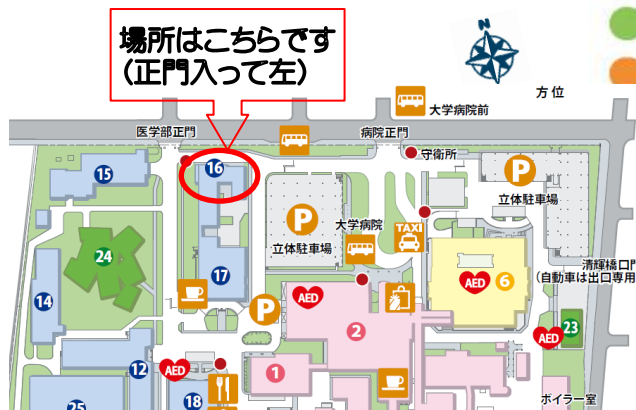 場所はこちらです
(正門入って左)
N
方位
大学病院前
医学部正門
病院正門
守衛所
15
16
P
立体駐車場
P
立体駐車場
大学病院
TAXI
24
17
清輝橋口門
(自動車は出口専用
AED
6
14
AED
P
23
AED
2
12
AED
1
25
18
ボイラー室